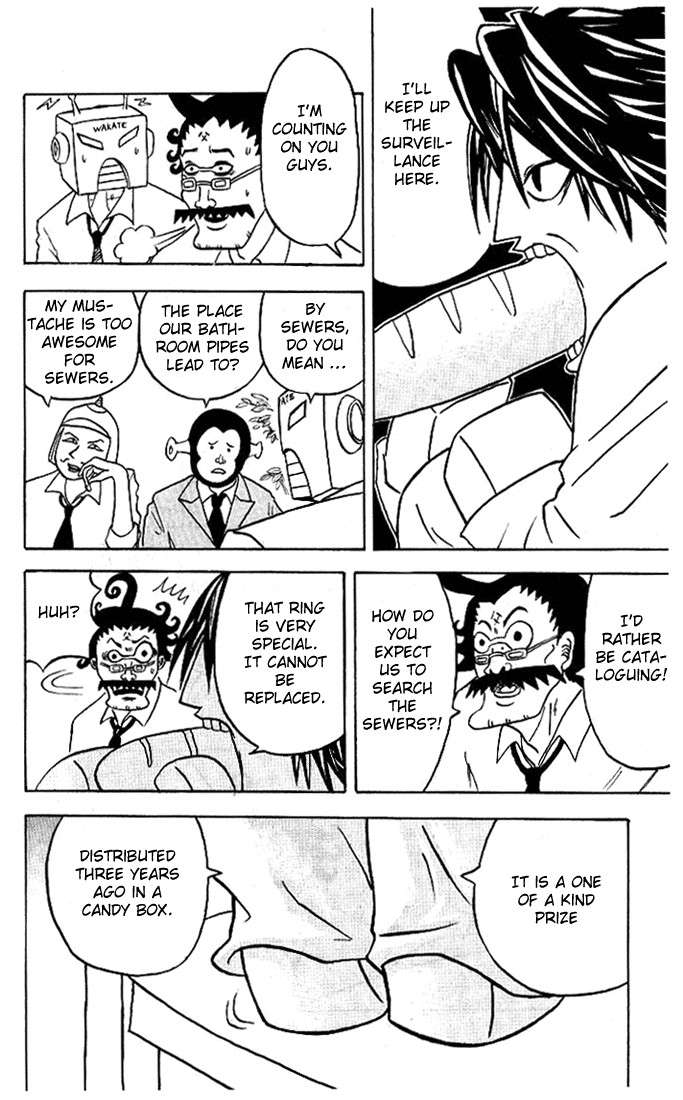 I'LL
KEEP UP
THE
SURVEIL-
LANCE
HERE.
I'M
COUNTING
ON YOU
GUYS.
WAKATE
BY
SEWERS,
DO YOU
MEAN ...
THE PLACE
OUR BATH-
ROOM PIPES
LEAD TO?
MY MUS-
TACHE IS TOO
AWESOME
FOR
SEWERS.
ATE
I'D
RATHER
BE CATA-
LOGUING!
HOW DO
YOU
EXPECT
US TO
SEARCH
THE
SEWERS?!
THAT RING
IS VERY
SPECIAL.
IT CANNOT
BE
REPLACED.
HUH?
IT IS A ONE
OF A KIND
PRIZE
DISTRIBUTED
THREE YEARS
AGO IN A
CANDY BOX.